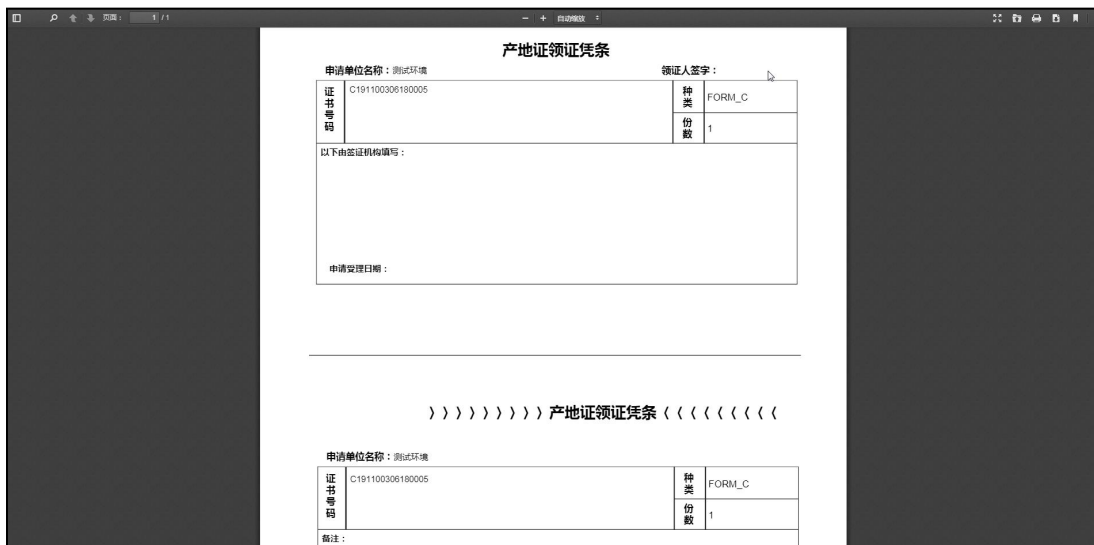 页面： 1 / 1 自动缩放
产地证领证凭条
申请单位名称：测试环境 领证人签字：
证书号码 C191100306180005 种类 FORM_C
份数 1
以下由签证机构填写：
申请受理日期：
》》》》》》》》》产地证领证凭条《《《《《《《《《
申请单位名称：测试环境
证书号码 C191100306180005 种类 FORM_C
份数 1
备注：